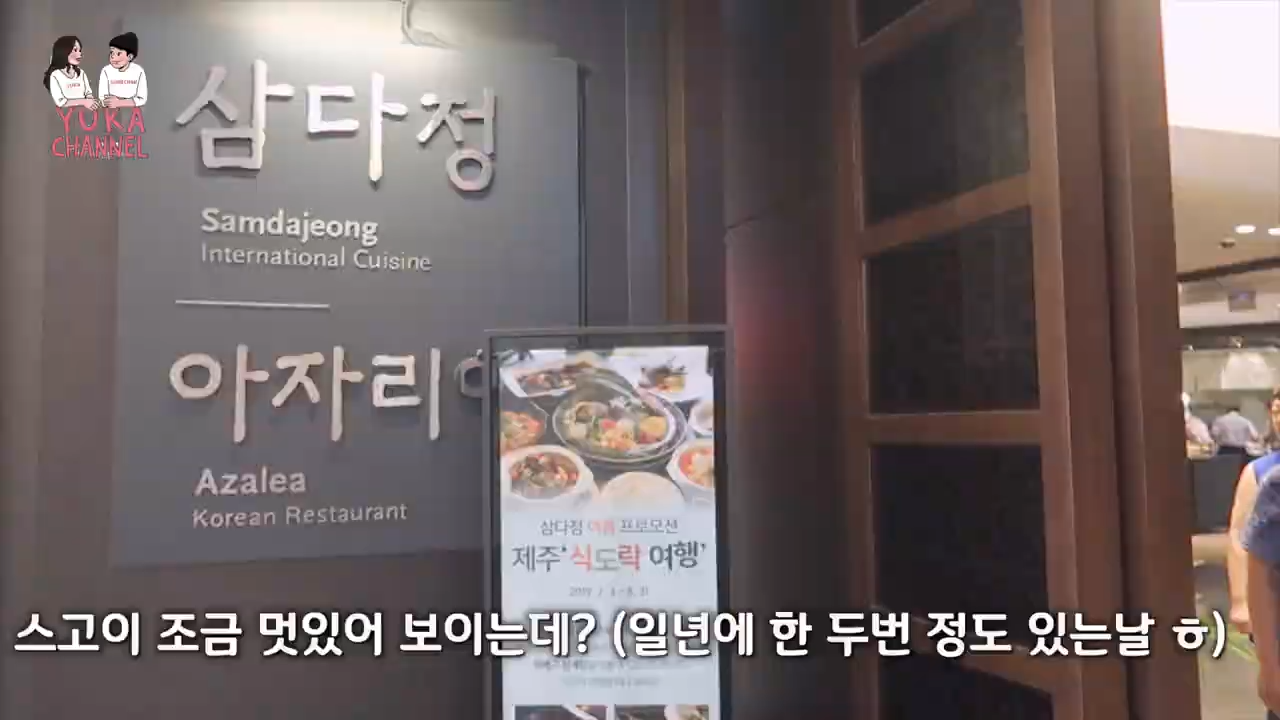 YUKA
CHANNEL
삼다정
Samdajeong
International Cuisine
아자리
Azalea
Korean Restaurant
삼다정 여름 프로모션
제주 '식도락 여행'
스고이 조금 멋있어 보이는데? (일년에 한 두번 정도 있는날 ㅎ)